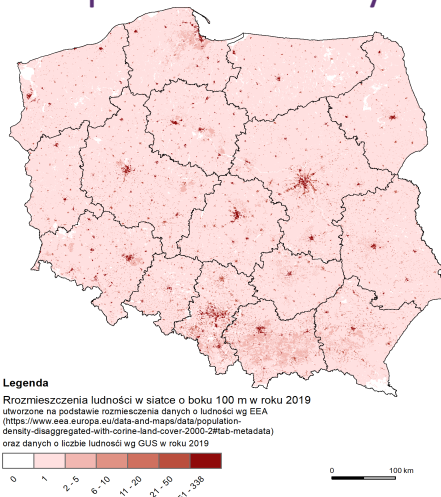 Legenda
Rrozmieszczenia ludności w siatce o boku 100 m w roku 2019
utworzone na podstawie rozmieszczenia danych o ludności wg EEA
(https://www.eea.europa.eu/data-and-maps/data/population-
density-disaggregated-with-corine-land-cover-2000-2#tab-metadata)
oraz danych o liczbie ludności wg GUS w roku 2019
0
1
2 - 5
6 - 10
11 - 20
21 - 50
51 - 338
0 100 km